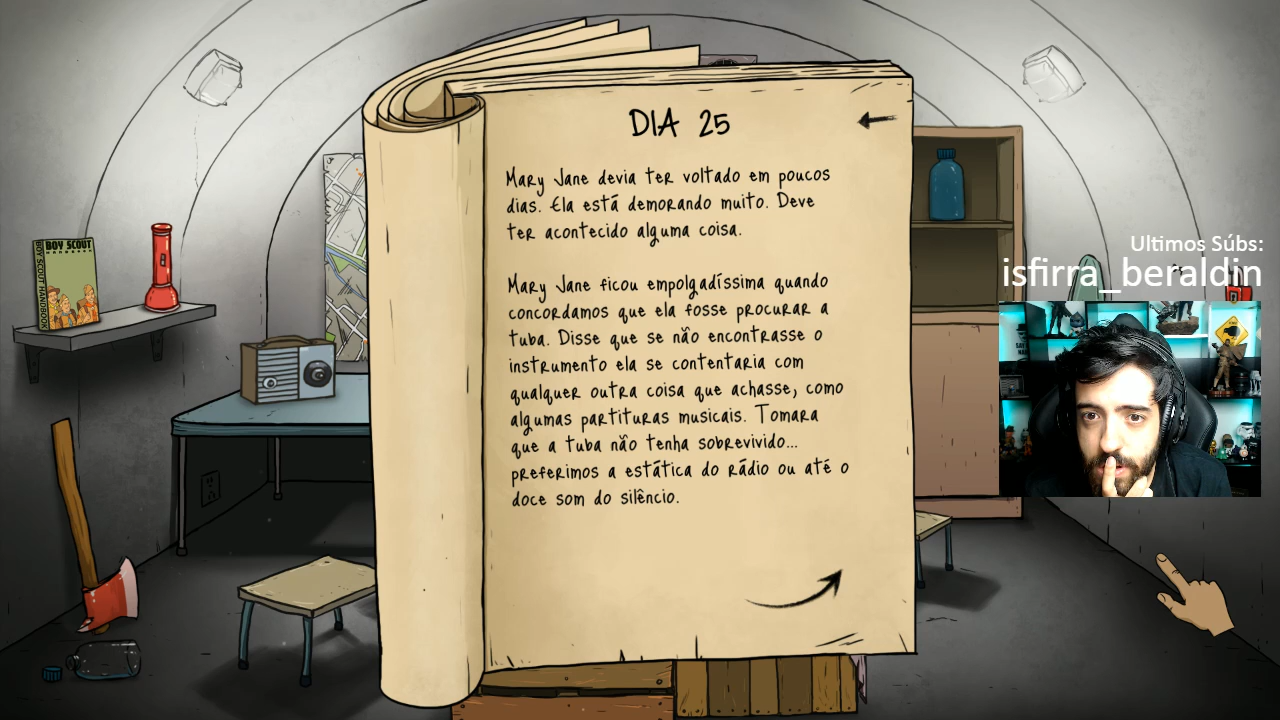 DIA 25
Mary Jane devia ter voltado em poucos
dias. Ela está demorando muito. Deve
ter acontecido alguma coisa.
Mary Jane ficou empolgadíssima quando
concordamos que ela fosse procurar a
tuba. Disse que se não encontrasse o
instrumento ela se contentaria com
qualquer outra coisa que achasse, como
algumas partituras musicais. Tomara
que a tuba não tenha sobrevivido...
preferimos a estática do rádio ou até o
doce som do silêncio.
BOY SCOUT
BOY SCOUT HANDBOOK
Ultimos Súbs:
isfirra_beraldin